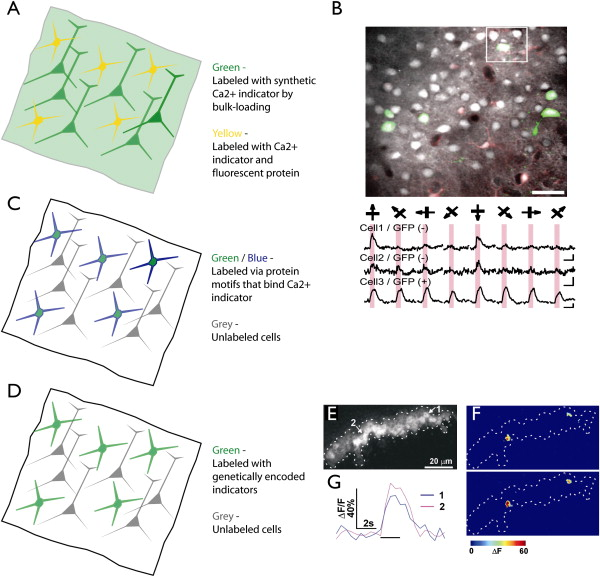 A
Green -
Labeled with synthetic
Ca2+ indicator by
bulk-loading
Yellow -
Labeled with Ca2+
indicator and
fluorescent protein
B
Cell1 / GFP (-)
Cell2 / GFP (-)
Cell3 / GFP (+)
C
Green / Blue -
Labeled via protein
motifs that bind Ca2+
indicator
Grey -
Unlabeled cells
D
Green -
Labeled with
genetically encoded
indicators
Grey -
Unlabeled cells
E
1
2
20 µm
F
0 ΔF 60
G
ΔF/F
40%
2s
1
2